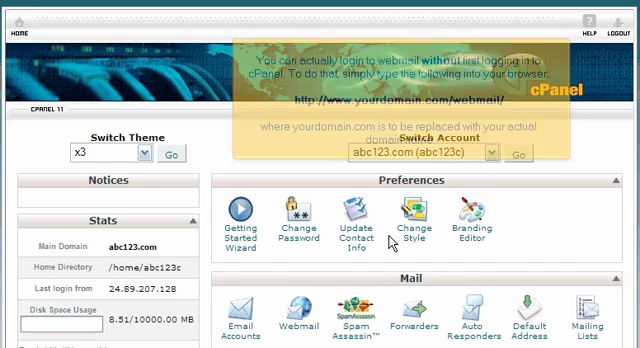 HOME
HELP
LOGOUT
You can actually login to webmail without first logging in to
cPanel. To do that simply type the following into your browser:
http://www.yourdomain.com/webmail/
where yourdomain.com is to be replaced with your actual
domain name
cPanel
CPANEL 11
Switch Theme
x3
Go
Switch Account
abc123.com (abc123c)
Go
Notices
Stats
Main Domain abc123.com
Home Directory /home/abc123c
Last login from 24.89.207.128
Disk Space Usage
8.51/10000.00 MB
Preferences
Getting
Started
Wizard
Change
Password
Update
Contact
Info
Change
Style
Branding
Editor
Mail
Email
Accounts
Webmail
SpamAssassin
Spam
Assassin™
Forwarders
Auto
Responders
Default
Address
Mailing
Lists